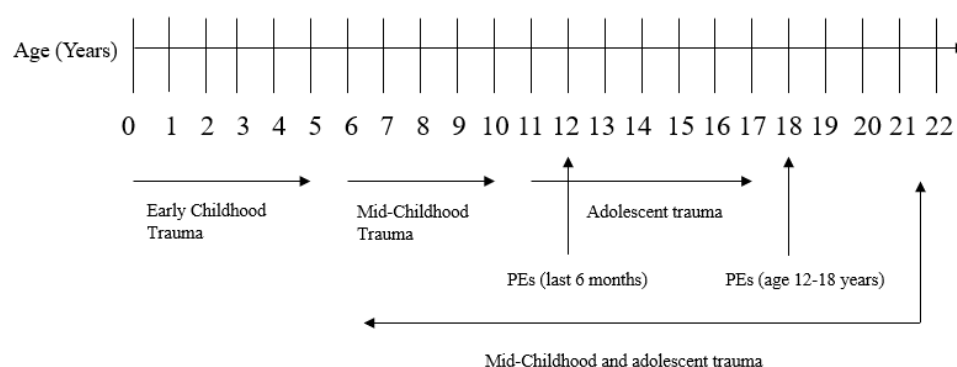 Age (Years)
0 1 2 3 4 5 6 7 8 9 10 11 12 13 14 15 16 17 18 19 20 21 22
Early Childhood
Trauma
Mid-Childhood
Trauma
Adolescent trauma
PEs (last 6 months)
PEs (age 12-18 years)
Mid-Childhood and adolescent trauma